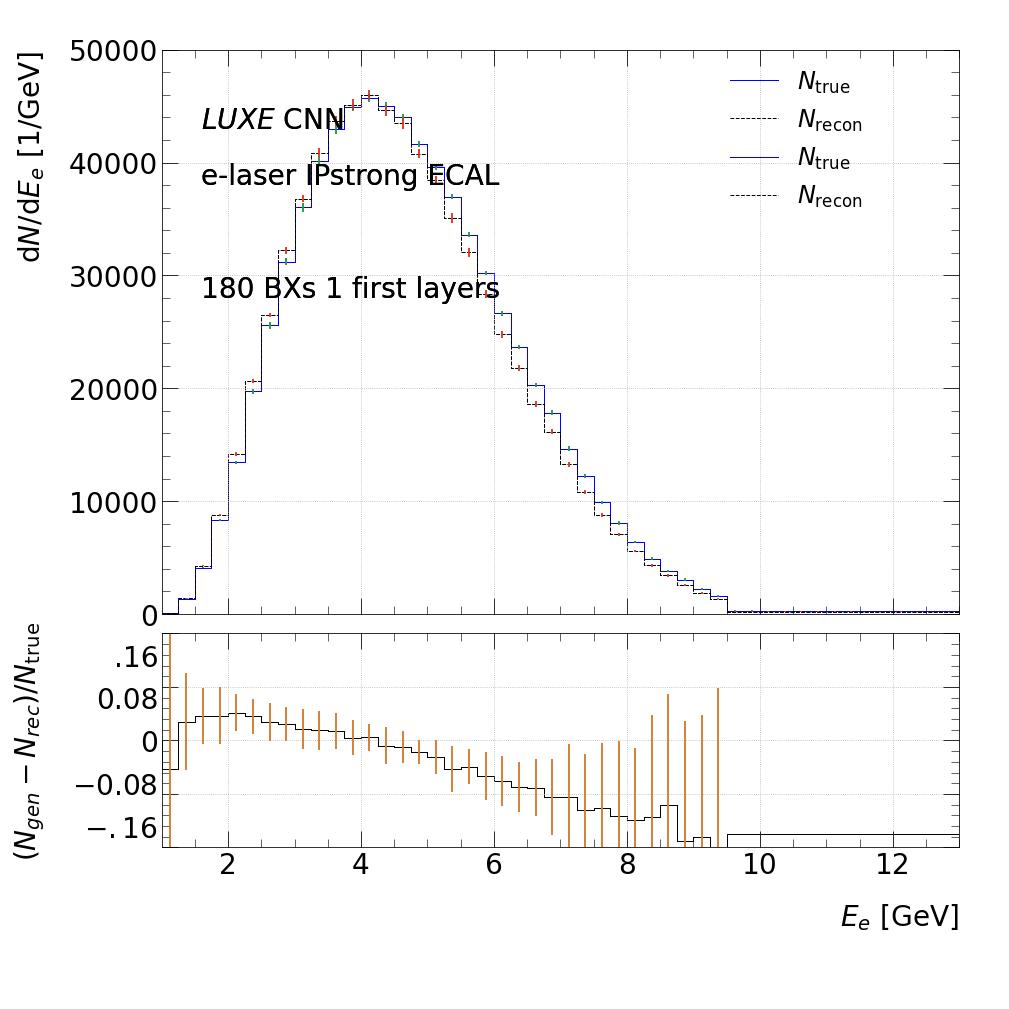 50000
40000
30000
20000
10000
0
dN/dE_e [1/GeV]
LUXE CNN
e-laser IPstrong ECAL
180 BXs 1 first layers
N_true
N_recon
N_true
N_recon
.16
0.08
0
−0.08
−.16
(N_gen − N_rec)/N_true
2 4 6 8 10 12
E_e [GeV]